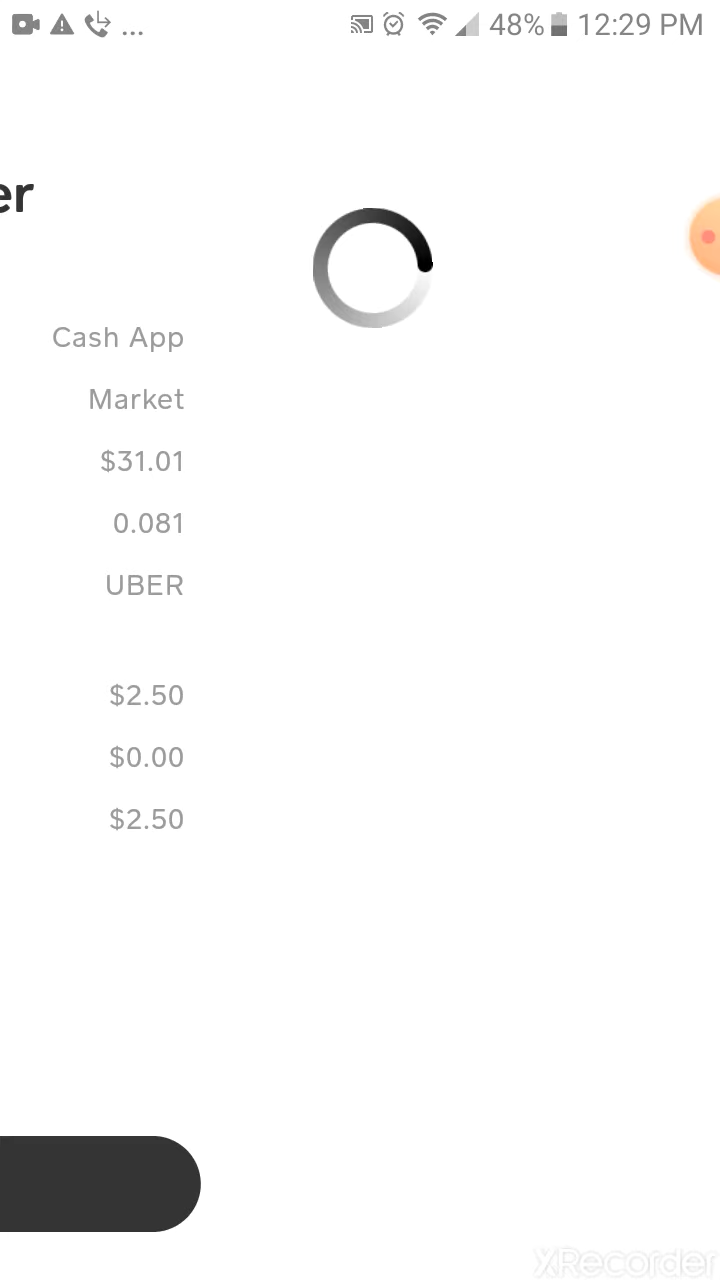 ... 48% 12:29 PM
er
Cash App
Market
$31.01
0.081
UBER
$2.50
$0.00
$2.50
XRecorder